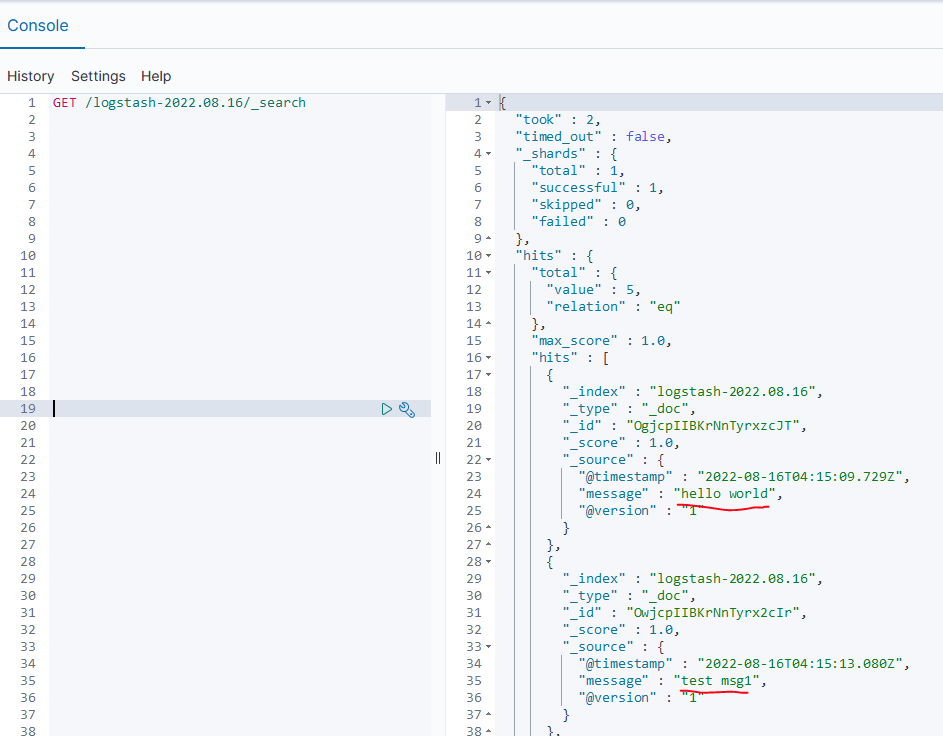 Console
History Settings Help
1 GET /logstash-2022.08.16/_search
2
3
4
5
6
7
8
9
10
11
12
13
14
15
16
17
18
19
20
21
22
23
24
25
26
27
28
29
30
31
32
33
34
35
36
37
38
1 {
2 "took" : 2,
3 "timed_out" : false,
4 "_shards" : {
5 "total" : 1,
6 "successful" : 1,
7 "skipped" : 0,
8 "failed" : 0
9 },
10 "hits" : {
11 "total" : {
12 "value" : 5,
13 "relation" : "eq"
14 },
15 "max_score" : 1.0,
16 "hits" : [
17 {
18 "_index" : "logstash-2022.08.16",
19 "_type" : "_doc",
20 "_id" : "OgjcpIIBKrNnTyrxzcJT",
21 "_score" : 1.0,
22 "_source" : {
23 "@timestamp" : "2022-08-16T04:15:09.729Z",
24 "message" : "hello world",
25 "@version" : "1"
26 }
27 },
28 {
29 "_index" : "logstash-2022.08.16",
30 "_type" : "_doc",
31 "_id" : "OwjcpIIBKrNnTyrx2cIr",
32 "_score" : 1.0,
33 "_source" : {
34 "@timestamp" : "2022-08-16T04:15:13.080Z",
35 "message" : "test msg1",
36 "@version" : "1"
37 }
38 },